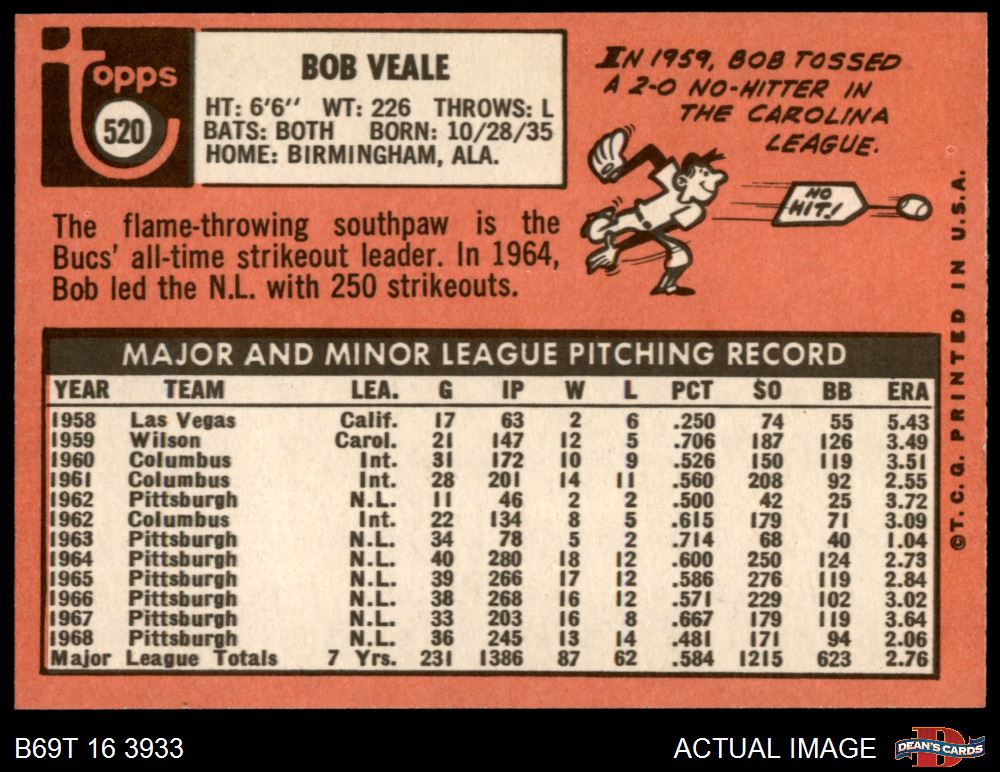 Topps
520
BOB VEALE
HT: 6'6" WT: 226 THROWS: L
BATS: BOTH BORN: 10/28/35
HOME: BIRMINGHAM, ALA.
IN 1959, BOB TOSSED
A 2-0 NO-HITTER IN
THE CAROLINA
LEAGUE.
NO
HIT!
The flame-throwing southpaw is the
Bucs' all-time strikeout leader. In 1964,
Bob led the N.L. with 250 strikeouts.
MAJOR AND MINOR LEAGUE PITCHING RECORD
YEAR TEAM LEA. G IP W L PCT SO BB ERA
1958 Las Vegas Calif. 17 63 2 6 .250 74 55 5.43
1959 Wilson Carol. 21 147 12 5 .706 187 126 3.49
1960 Columbus Int. 31 172 10 9 .526 150 119 3.51
1961 Columbus Int. 28 201 14 11 .560 208 92 2.55
1962 Pittsburgh N.L. 11 46 2 2 .500 42 25 3.72
1962 Columbus Int. 22 134 8 5 .615 179 71 3.09
1963 Pittsburgh N.L. 34 78 5 2 .714 68 40 1.04
1964 Pittsburgh N.L. 40 280 18 12 .600 250 124 2.73
1965 Pittsburgh N.L. 39 266 17 12 .586 276 119 2.84
1966 Pittsburgh N.L. 38 268 16 12 .571 229 102 3.02
1967 Pittsburgh N.L. 33 203 16 8 .667 179 119 3.64
1968 Pittsburgh N.L. 36 245 13 14 .481 171 94 2.06
Major League Totals 7 Yrs. 231 1386 87 62 .584 1215 623 2.76
©T.C.G. PRINTED IN U.S.A.
B69T 16 3933
ACTUAL IMAGE
DEAN'S CARDS